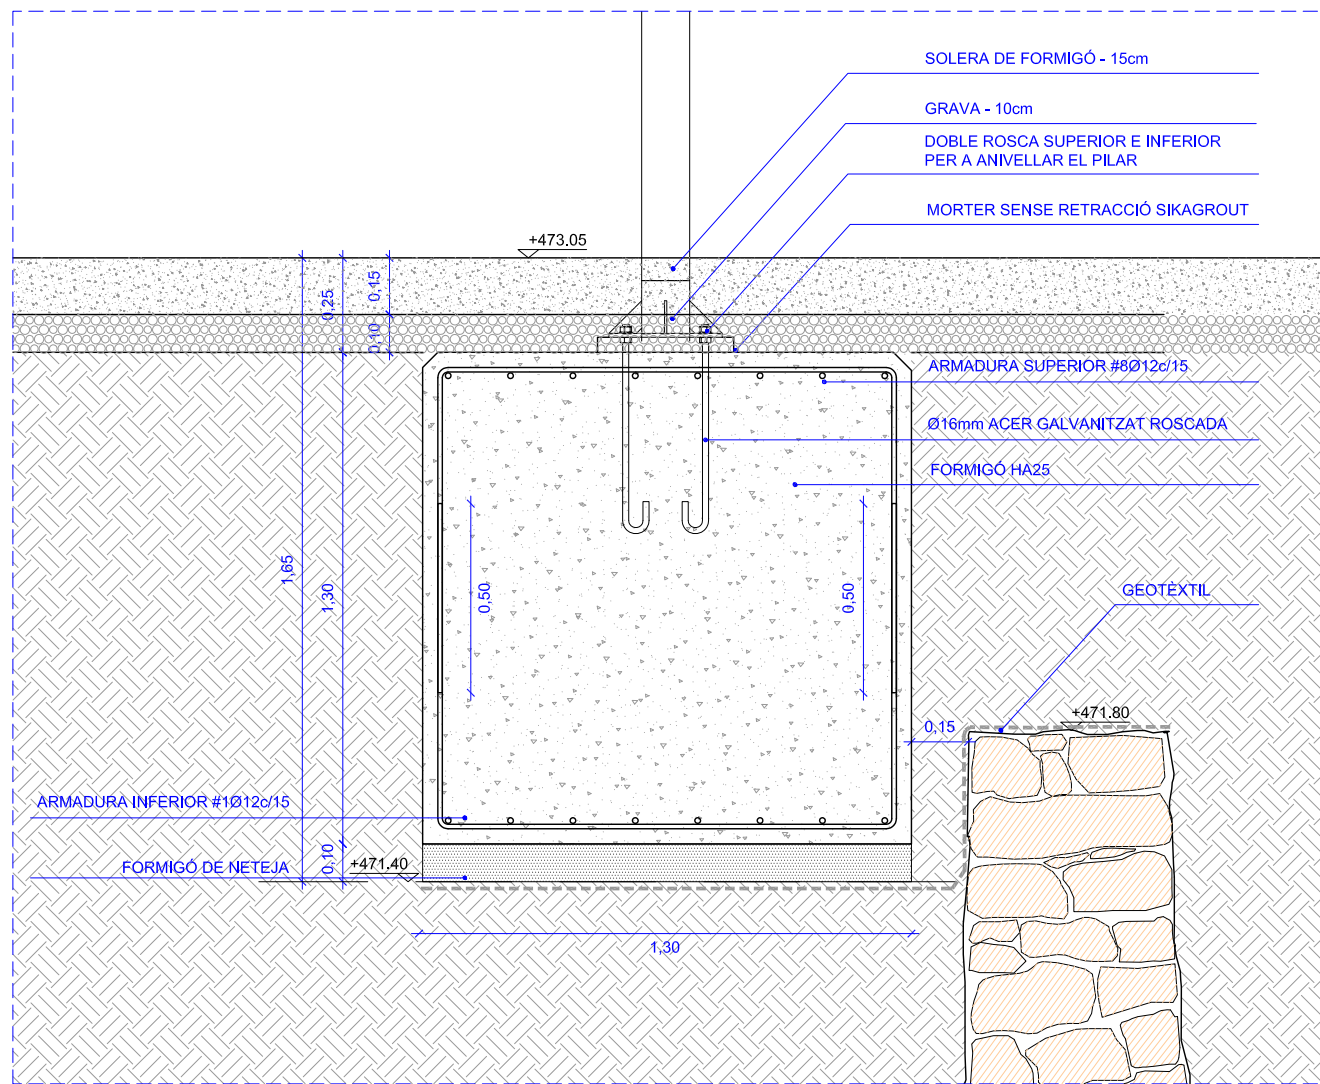 SOLERA DE FORMIGÓ - 15cm
GRAVA - 10cm
DOBLE ROSCA SUPERIOR E INFERIOR
PER A ANIVELLAR EL PILAR
MORTER SENSE RETRACCIÓ SIKAGROUT
+473.05
0,15
0,25
0,10
ARMADURA SUPERIOR #8Ø12c/15
Ø16mm ACER GALVANITZAT ROSCADA
FORMIGÓ HA25
1,65
1,30
0,50
0,50
GEOTÈXTIL
+471.80
0,15
ARMADURA INFERIOR #1Ø12c/15
FORMIGÓ DE NETEJA
0,10
+471.40
1,30